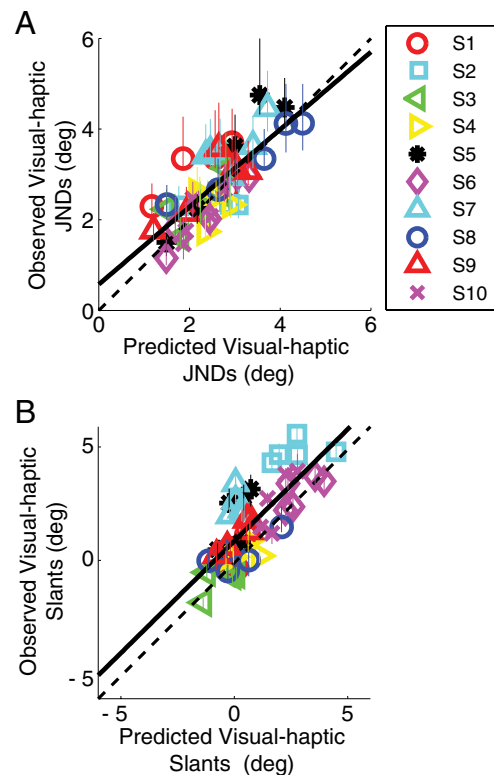 A
6
4
2
0
Observed Visual-haptic
JNDs (deg)
0
2
4
6
Predicted Visual-haptic
JNDs (deg)
S1
S2
S3
S4
S5
S6
S7
S8
S9
S10
B
5
0
- 5
Observed Visual-haptic
Slants (deg)
- 5
0
5
Predicted Visual-haptic
Slants (deg)